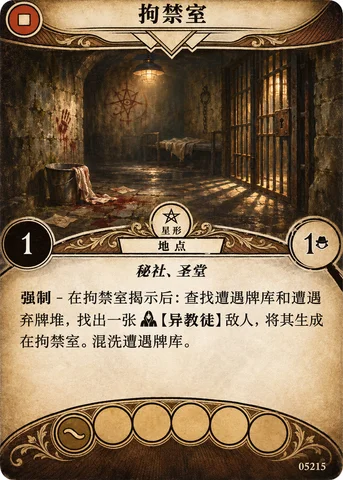 拘禁室
星形
1
地点
1
秘社、圣堂
强制 – 在拘禁室揭示后：查找遭遇牌库和遭遇
弃牌堆，找出一张【异教徒】敌人，将其生成
在拘禁室。混洗遭遇牌库。
05215